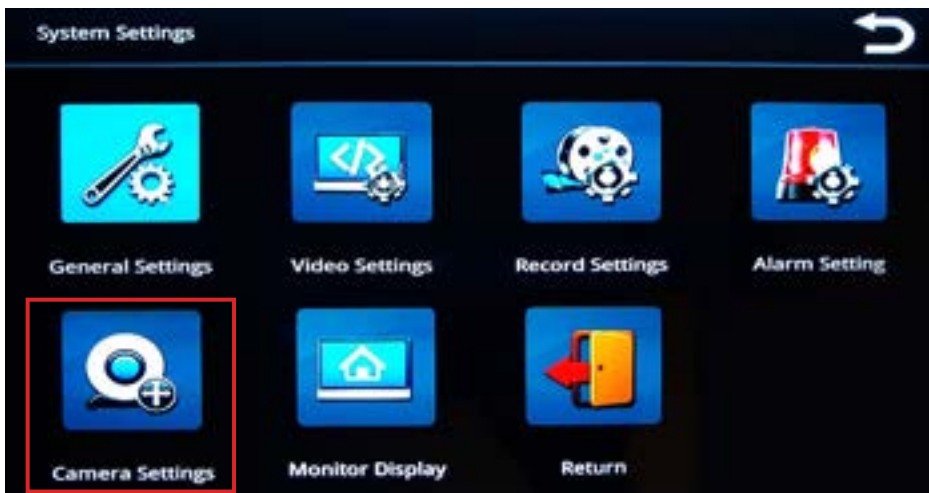 System Settings
General Settings
Video Settings
Record Settings
Alarm Setting
Camera Settings
Monitor Display
Return